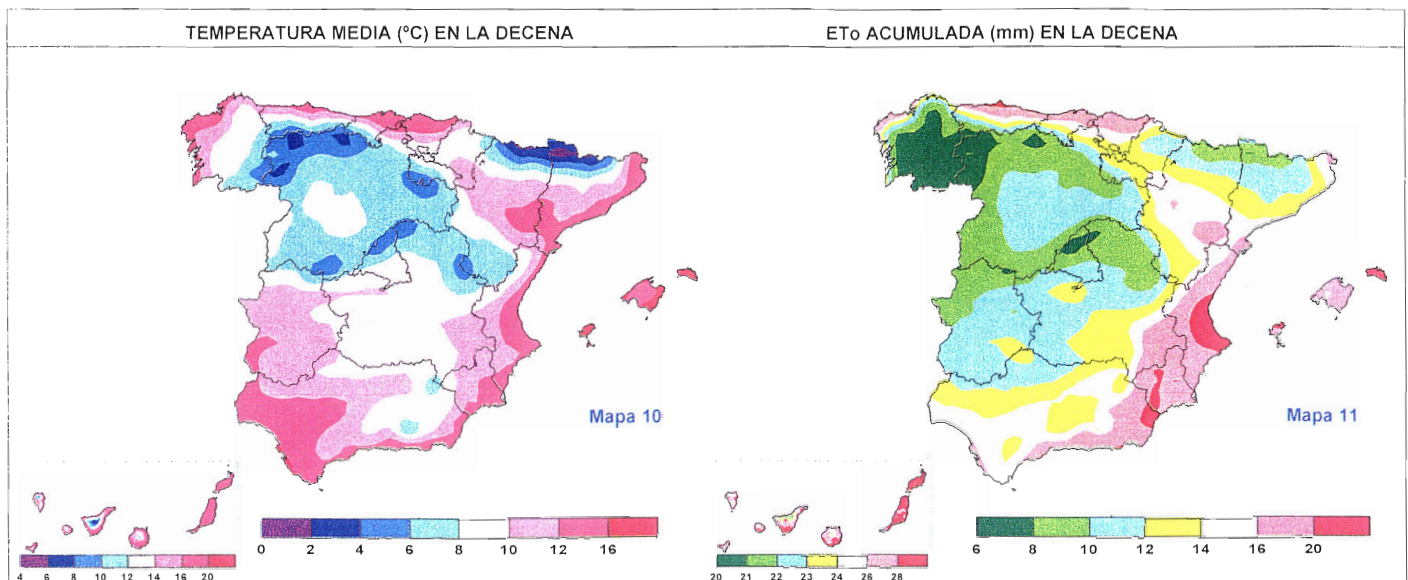 TEMPERATURA MEDIA (ºC) EN LA DECENA
ETo ACUMULADA (mm) EN LA DECENA
Mapa 10
Mapa 11
0 2 4 6 8 10 12 16
4 6 8 10 12 14 16 20
6 8 10 12 14 16 20
20 21 22 23 24 26 28